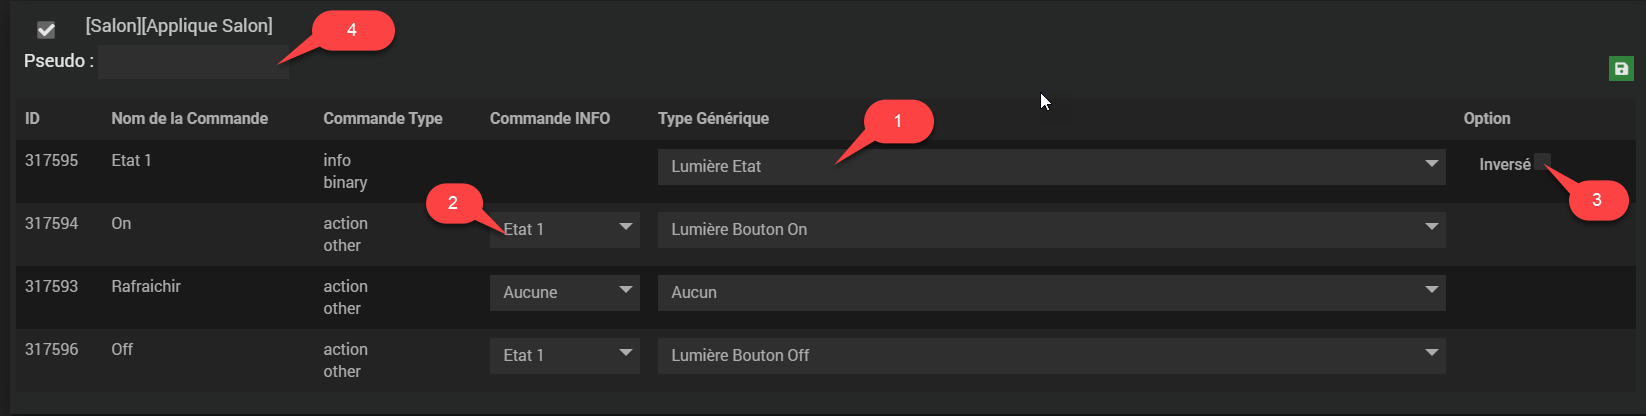 [Salon][Applique Salon]
4
Pseudo :
ID Nom de la Commande Commande Type Commande INFO Type Générique 1 Option
317595 Etat 1 info Lumière Etat Inversé
binary
2 3
317594 On action Etat 1 Lumière Bouton On
other
317593 Rafraichir action Aucune Aucun
other
317596 Off action Etat 1 Lumière Bouton Off
other